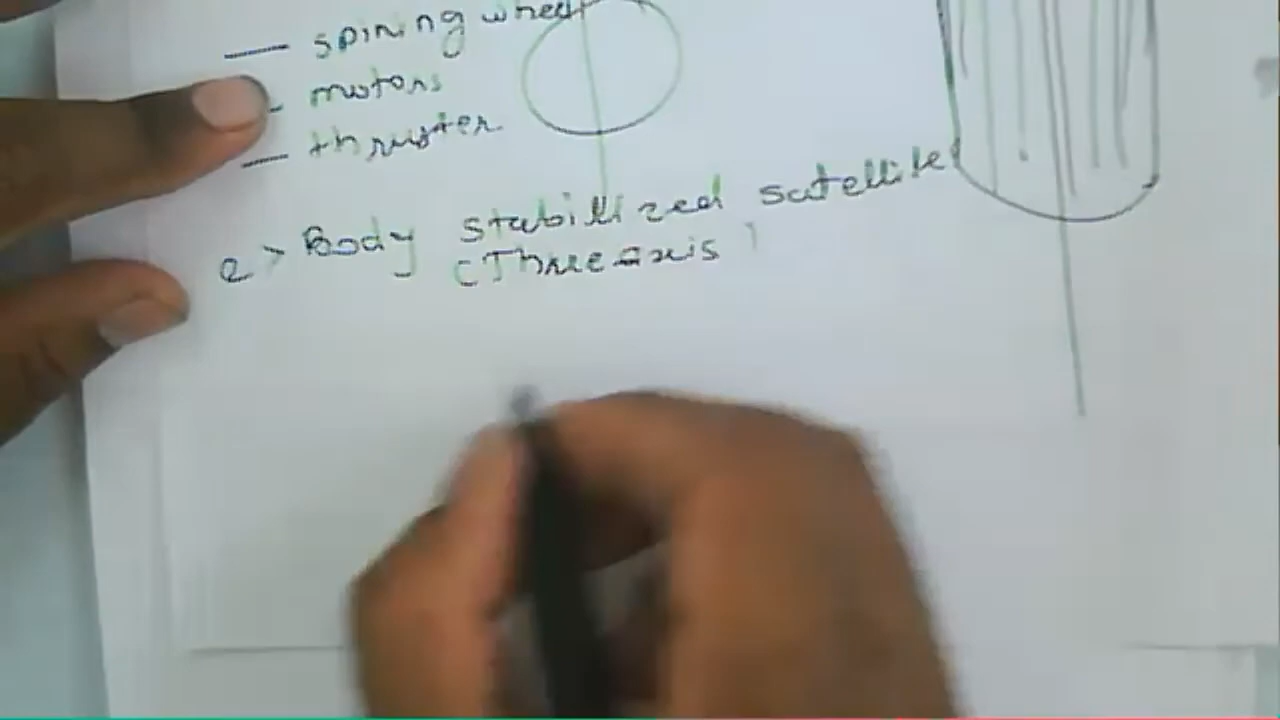 — spining wheel
- motors
— thruster
2> Body stabilized satellite
(Three axis)